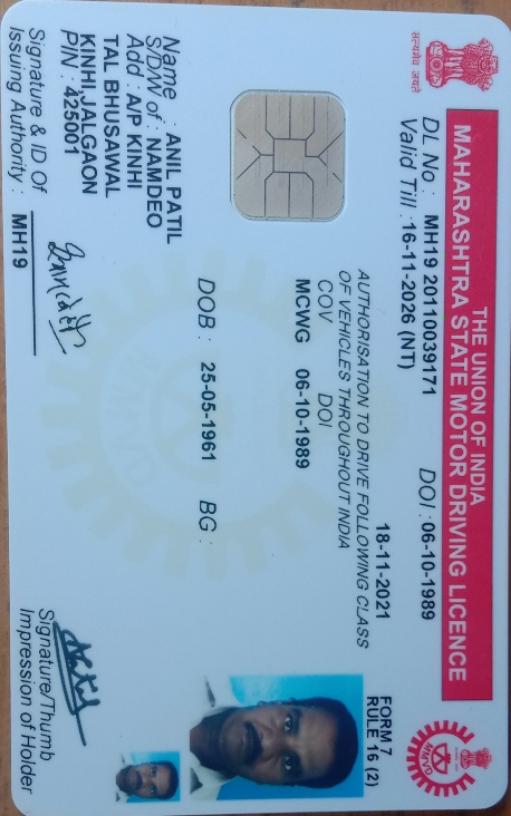 THE UNION OF INDIA
MAHARASHTRA STATE MOTOR DRIVING LICENCE
सत्यमेव जयते
DL No : MH19 20110039171 DOI : 06-10-1989
Valid Till : 16-11-2026 (NT) 18-11-2021
FORM 7
RULE 16 (2)
AUTHORISATION TO DRIVE FOLLOWING CLASS
OF VEHICLES THROUGHOUT INDIA
COV DOI
MCWG 06-10-1989
DOB : 25-05-1961 BG :
Name : ANIL PATIL
S/D/W of : NAMDEO
Add : A/P KINHI
TAL BHUSAWAL
KINHI,JALGAON
PIN : 425001
Signature & ID Of
Issuing Authority : MH19
Signature/Thumb
Impression of Holder